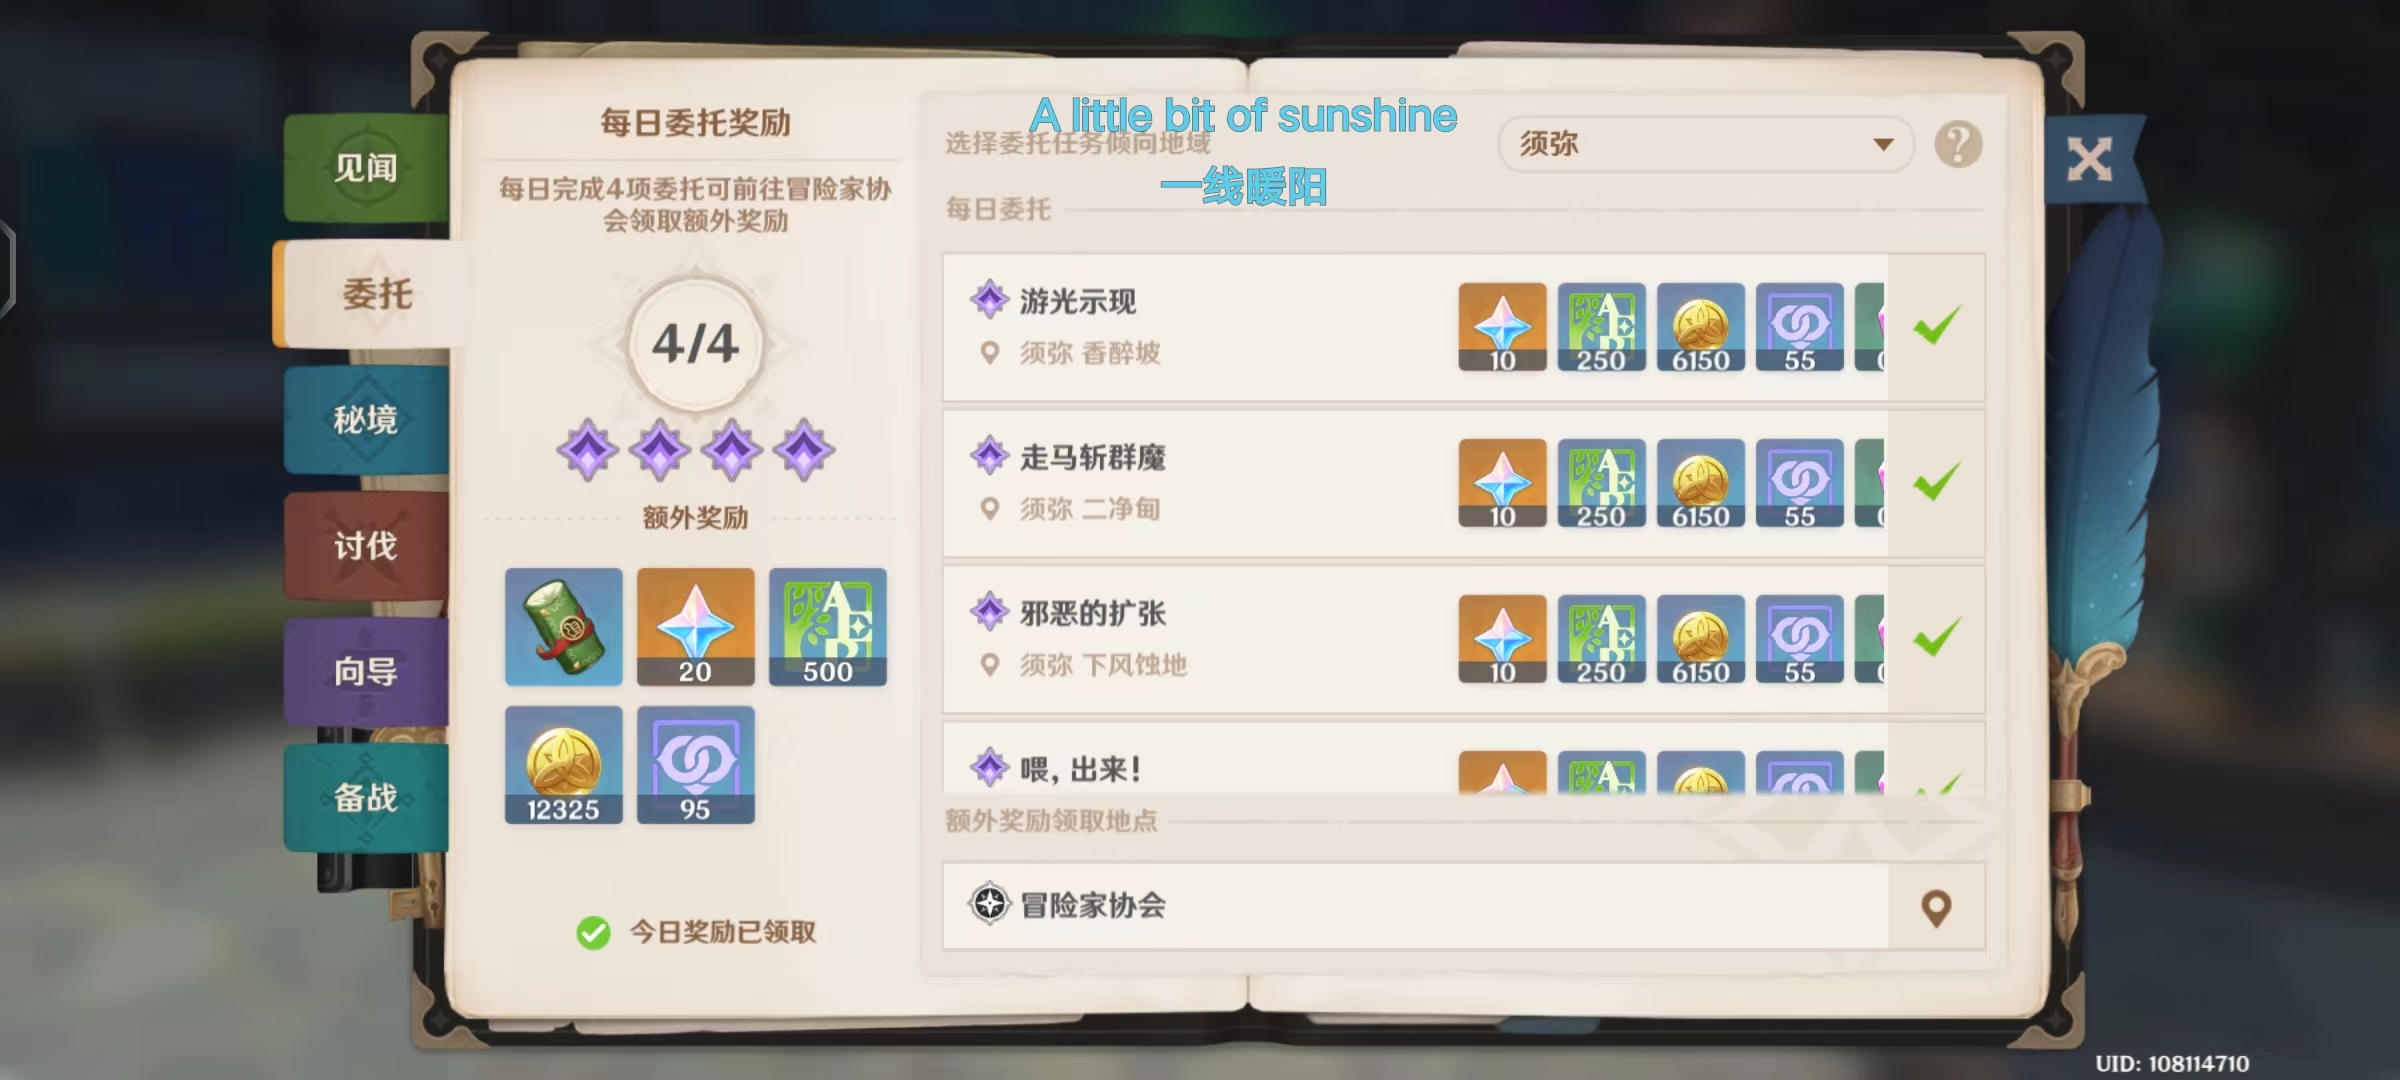 见闻
委托
秘境
讨伐
向导
备战
每日委托奖励
每日完成4项委托可前往冒险家协
会领取额外奖励
4/4
额外奖励
20
500
12325
95
今日奖励已领取
A little bit of sunshine
一线暖阳
选择委托任务倾向地域
须弥
?
每日委托
游光示现
须弥 香醉坡
10
250
6150
55
走马斩群魔
须弥 二净甸
10
250
6150
55
邪恶的扩张
须弥 下风蚀地
10
250
6150
55
喂，出来！
额外奖励领取地点
冒险家协会
UID: 108114710